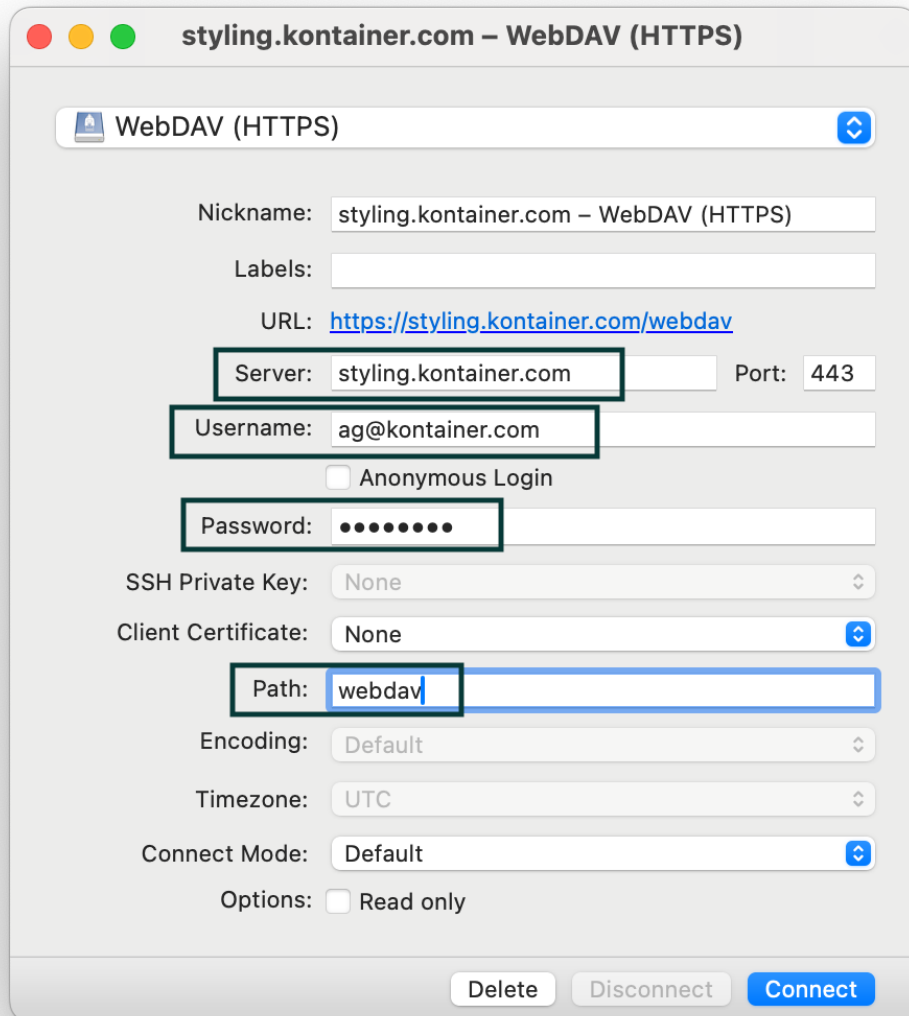 styling.kontainer.com – WebDAV (HTTPS)
WebDAV (HTTPS)
Nickname: styling.kontainer.com – WebDAV (HTTPS)
Labels:
URL: https://styling.kontainer.com/webdav
Server: styling.kontainer.com Port: 443
Username: ag@kontainer.com
Anonymous Login
Password: ••••••••
SSH Private Key: None
Client Certificate: None
Path: webdav
Encoding: Default
Timezone: UTC
Connect Mode: Default
Options: Read only
Delete Disconnect Connect